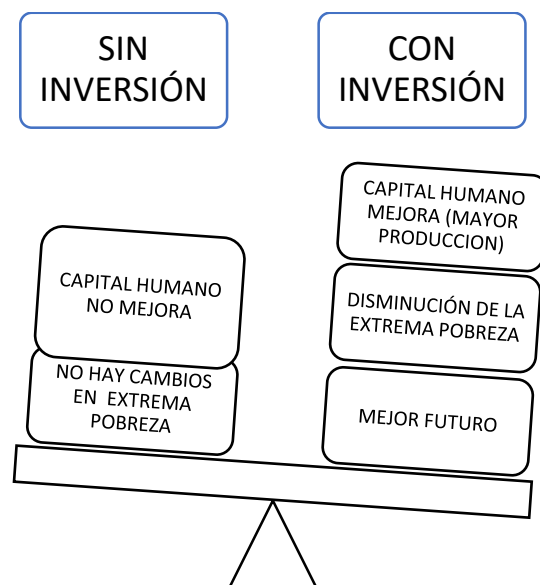 SIN
INVERSIÓN
CON
INVERSIÓN
CAPITAL HUMANO
NO MEJORA
NO HAY CAMBIOS
EN EXTREMA
POBREZA
CAPITAL HUMANO
MEJORA (MAYOR
PRODUCCION)
DISMINUCIÓN DE LA
EXTREMA POBREZA
MEJOR FUTURO